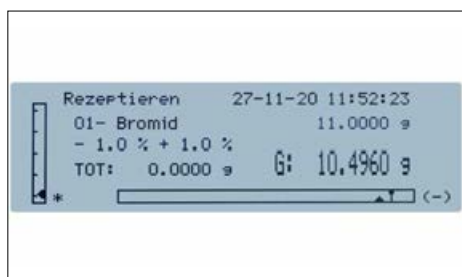 Rezeptieren 27-11-20 11:52:23
01- Bromid 11.0000 g
- 1.0 % + 1.0 %
TOT: 0.0000 g G: 10.4960 g
* (-)